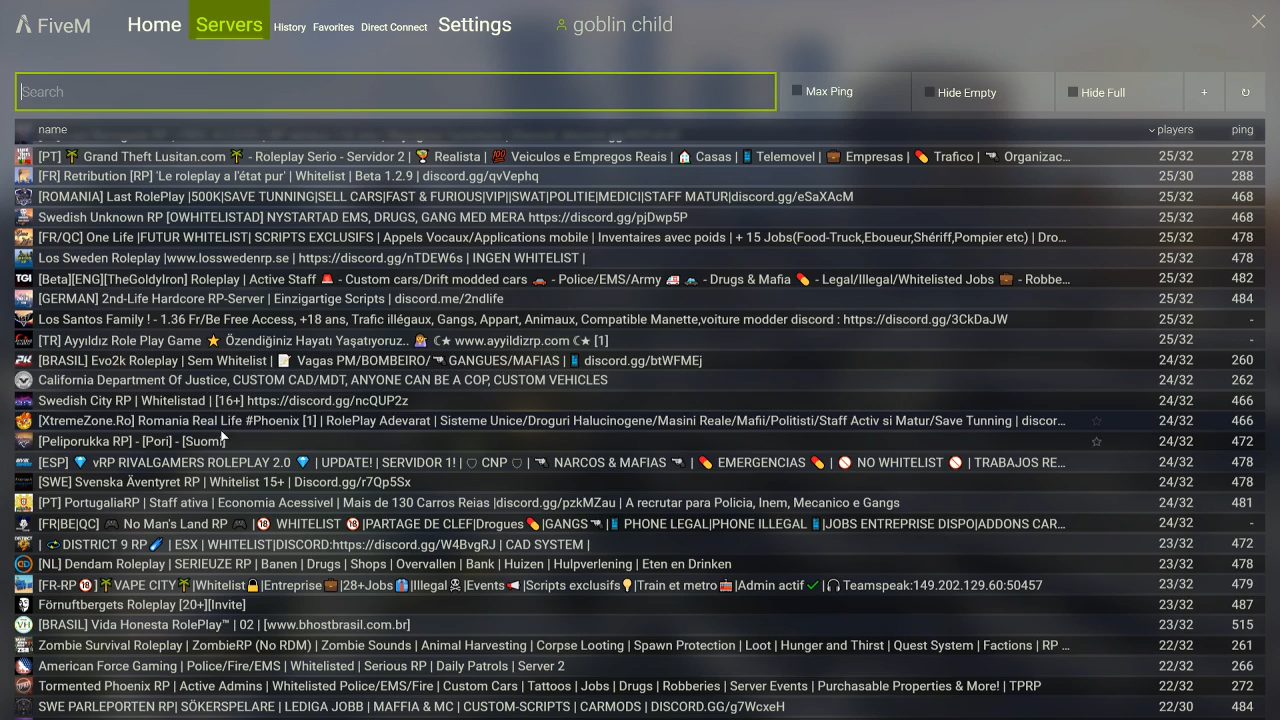 FiveM Home Servers History Favorites Direct Connect Settings goblin child
Search Max Ping Hide Empty Hide Full + ↻
name players ping
[PT] 🌴 Grand Theft Lusitan.com 🌴 - Roleplay Serio - Servidor 2 | 🏆 Realista | 💯 Veiculos e Empregos Reais | 🏠 Casas | 📱 Telemovel | 💼 Empresas | 💊 Trafico | 🔫 Organizac... 25/32 278
[FR] Retribution [RP] 'Le roleplay a l'état pur' | Whitelist | Beta 1.2.9 | discord.gg/qvVephq 25/30 288
[ROMANIA] Last RolePlay |500K|SAVE TUNNING|SELL CARS|FAST & FURIOUS|VIP||SWAT|POLITIE|MEDICI|STAFF MATUR|discord.gg/eSaXAcM 25/32 468
Swedish Unknown RP [OWHITELISTAD] NYSTARTAD EMS, DRUGS, GANG MED MERA https://discord.gg/pjDwp5P 25/32 468
[FR/QC] One Life |FUTUR WHITELIST| SCRIPTS EXCLUSIFS | Appels Vocaux/Applications mobile | Inventaires avec poids | + 15 Jobs(Food-Truck,Eboueur,Shériff,Pompier etc) | Dro... 25/32 478
Los Sweden Roleplay |www.losswedenrp.se | https://discord.gg/nTDEW6s | INGEN WHITELIST | 25/32 478
TGI [Beta][ENG][TheGoldyIron] Roleplay | Active Staff 🚨 - Custom cars/Drift modded cars 🚗 - Police/EMS/Army 🚑 🚓 - Drugs & Mafia 💊 - Legal/Illegal/Whitelisted Jobs 💼 - Robbe... 25/32 482
[GERMAN] 2nd-Life Hardcore RP-Server | Einzigartige Scripts | discord.me/2ndlife 25/32 484
Los Santos Family ! - 1.36 Fr/Be Free Access, +18 ans, Trafic illégaux, Gangs, Appart, Animaux, Compatible Manette,voiture modder discord : https://discord.gg/3CkDaJW 25/32 -
[TR] Ayyıldız Role Play Game ⭐ Özendiğiniz Hayatı Yaşatıyoruz.. 👮 ☾★ www.ayyildizrp.com ☾★ [1] 25/32 -
[BRASIL] Evo2k Roleplay | Sem Whitelist | 📝 Vagas PM/BOMBEIRO/ 🔫 GANGUES/MAFIAS | 📱 discord.gg/btWFMEj 24/32 260
California Department Of Justice, CUSTOM CAD/MDT, ANYONE CAN BE A COP, CUSTOM VEHICLES 24/32 262
Swedish City RP | Whitelistad | [16+] https://discord.gg/ncQUP2z 24/32 466
[XtremeZone.Ro] Romania Real Life #Phoenix [1] | RolePlay Adevarat | Sisteme Unice/Droguri Halucinogene/Masini Reale/Mafii/Politisti/Staff Activ si Matur/Save Tunning | discor... 24/32 466
[Peliporukka RP] - [Pori] - [Suomi] 24/32 472
[ESP] 💎 vRP RIVALGAMERS ROLEPLAY 2.0 💎 | UPDATE! | SERVIDOR 1! | 🛡 CNP 🛡 | 🔫 NARCOS & MAFIAS 🔫 | 💊 EMERGENCIAS 💊 | 🚫 NO WHITELIST 🚫 | TRABAJOS RE... 24/32 478
[SWE] Svenska Äventyret RP | Whitelist 15+ | Discord.gg/r7Qp5Sx 24/32 478
[PT] PortugaliaRP | Staff ativa | Economia Acessivel | Mais de 130 Carros Reias |discord.gg/pzkMZau | A recrutar para Policia, Inem, Mecanico e Gangs 24/32 481
[FR|BE|QC] 🎮 No Man's Land RP 🎮 | 🔞 WHITELIST 🔞 |PARTAGE DE CLEF|Drogues 💊 |GANGS🔫 |📱 PHONE LEGAL|PHONE ILLEGAL 📱|JOBS ENTREPRISE DISPO|ADDONS CAR... 24/32 -
| DISTRICT 9 RP | ESX | WHITELIST|DISCORD:https://discord.gg/W4BvgRJ | CAD SYSTEM | 23/32 472
[NL] Dendam Roleplay | SERIEUZE RP | Banen | Drugs | Shops | Overvallen | Bank | Huizen | Hulpverlening | Eten en Drinken 23/32 478
[FR-RP 🔞]🌴VAPE CITY🌴|Whitelist🔒|Entreprise💼|28+Jobs👔|Illegal☠|Events📢|Scripts exclusifs💡|Train et metro🚋|Admin actif ✓ |🎧 Teamspeak:149.202.129.60:50457 23/32 479
Förnuftbergets Roleplay [20+][Invite] 23/32 487
VH [BRASIL] Vida Honesta RolePlay™ | 02 | [www.bhostbrasil.com.br] 23/32 515
Zombie Survival Roleplay | ZombieRP (No RDM) | Zombie Sounds | Animal Harvesting | Corpse Looting | Spawn Protection | Loot | Hunger and Thirst | Quest System | Factions | RP ... 22/32 261
American Force Gaming | Police/Fire/EMS | Whitelisted | Serious RP | Daily Patrols | Server 2 22/32 266
Tormented Phoenix RP | Active Admins | Whitelisted Police/EMS/Fire | Custom Cars | Tattoos | Jobs | Drugs | Robberies | Server Events | Purchasable Properties & More! | TPRP 22/32 272
SWE PARLEPORTEN RP| SÖKERSPELARE | LEDIGA JOBB | MAFFIA & MC | CUSTOM-SCRIPTS | CARMODS | DISCORD.GG/g7WcxeH 22/30 484